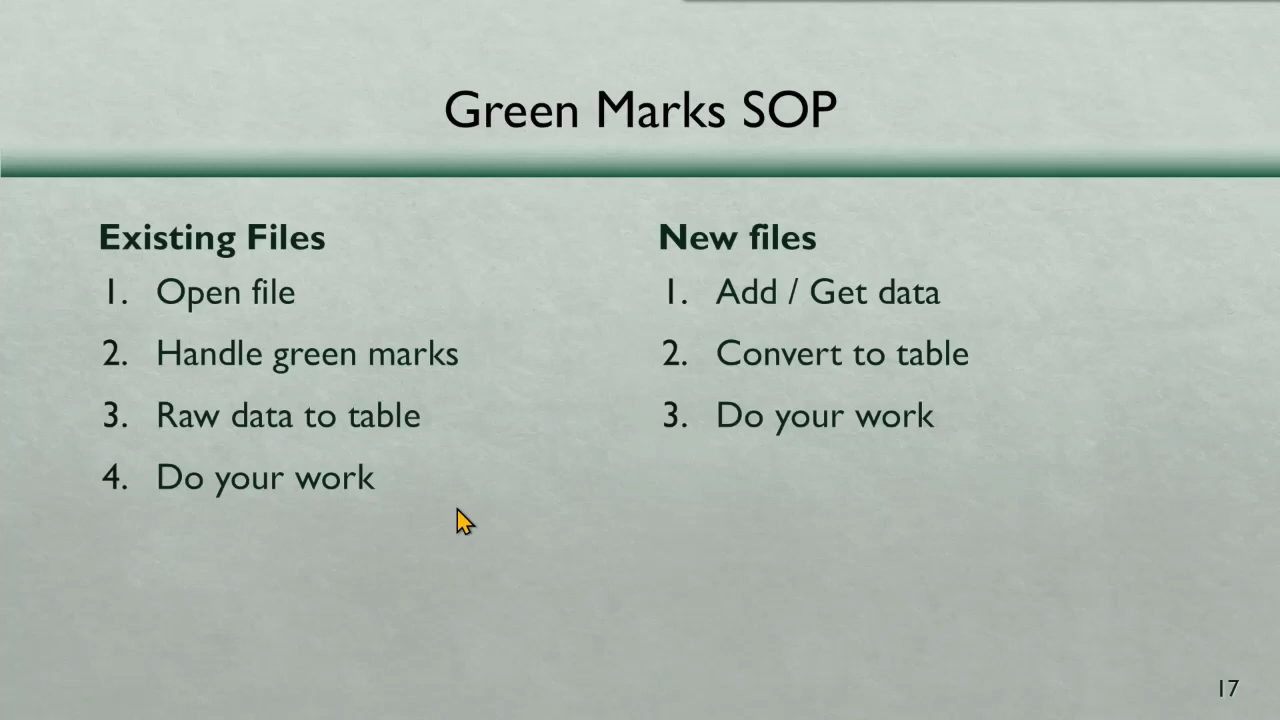 Green Marks SOP
Existing Files
1. Open file
2. Handle green marks
3. Raw data to table
4. Do your work
New files
1. Add / Get data
2. Convert to table
3. Do your work
17